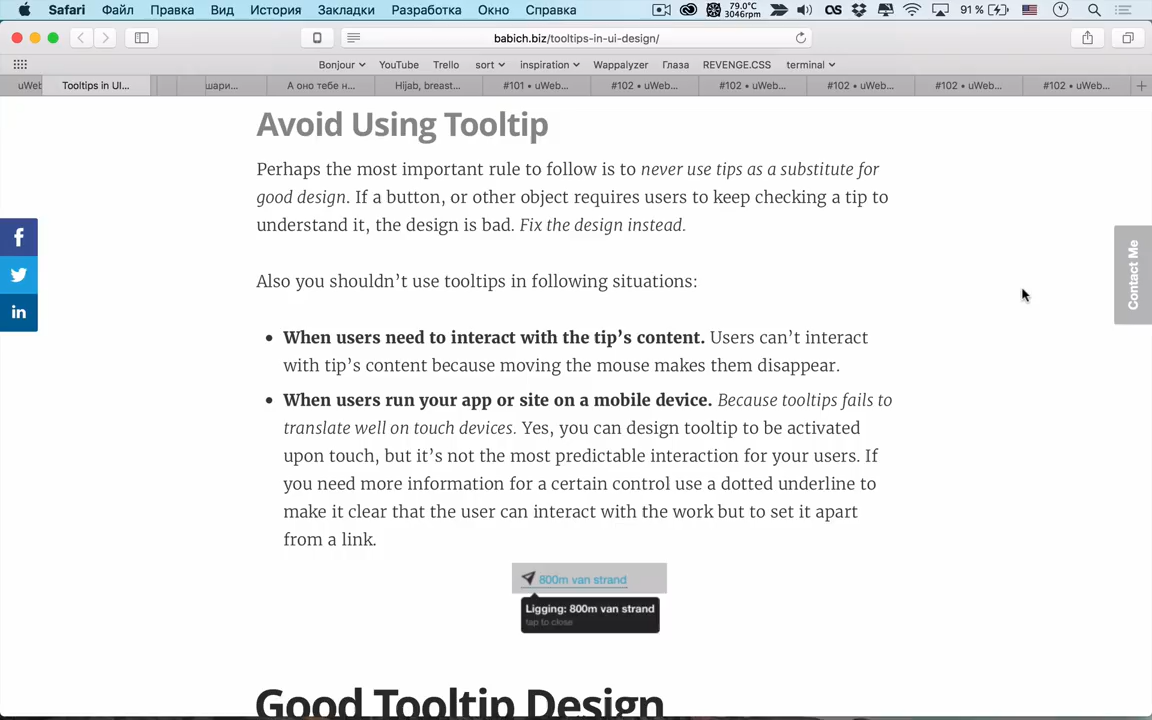 Safari Файл Правка Вид История Закладки Разработка Окно Справка 79.0°C 3046rpm OS 91 %
babich.biz/tooltips-in-ui-design/
Bonjour YouTube Trello sort inspiration Wappalyzer Глаза REVENGE.CSS terminal
uWeb Tooltips in UI... шари... А оно тебе н... Hijab, breast... #101 • uWeb... #102 • uWeb... #102 • uWeb... #102 • uWeb... #102 • uWeb... #102 • uWeb...
Avoid Using Tooltip
Perhaps the most important rule to follow is to never use tips as a substitute for
good design. If a button, or other object requires users to keep checking a tip to
understand it, the design is bad. Fix the design instead.
Also you shouldn’t use tooltips in following situations:
• When users need to interact with the tip’s content. Users can’t interact
with tip’s content because moving the mouse makes them disappear.
• When users run your app or site on a mobile device. Because tooltips fails to
translate well on touch devices. Yes, you can design tooltip to be activated
upon touch, but it’s not the most predictable interaction for your users. If
you need more information for a certain control use a dotted underline to
make it clear that the user can interact with the work but to set it apart
from a link.
800m van strand
Ligging: 800m van strand
tap to close
Good Tooltip Design
Contact Me